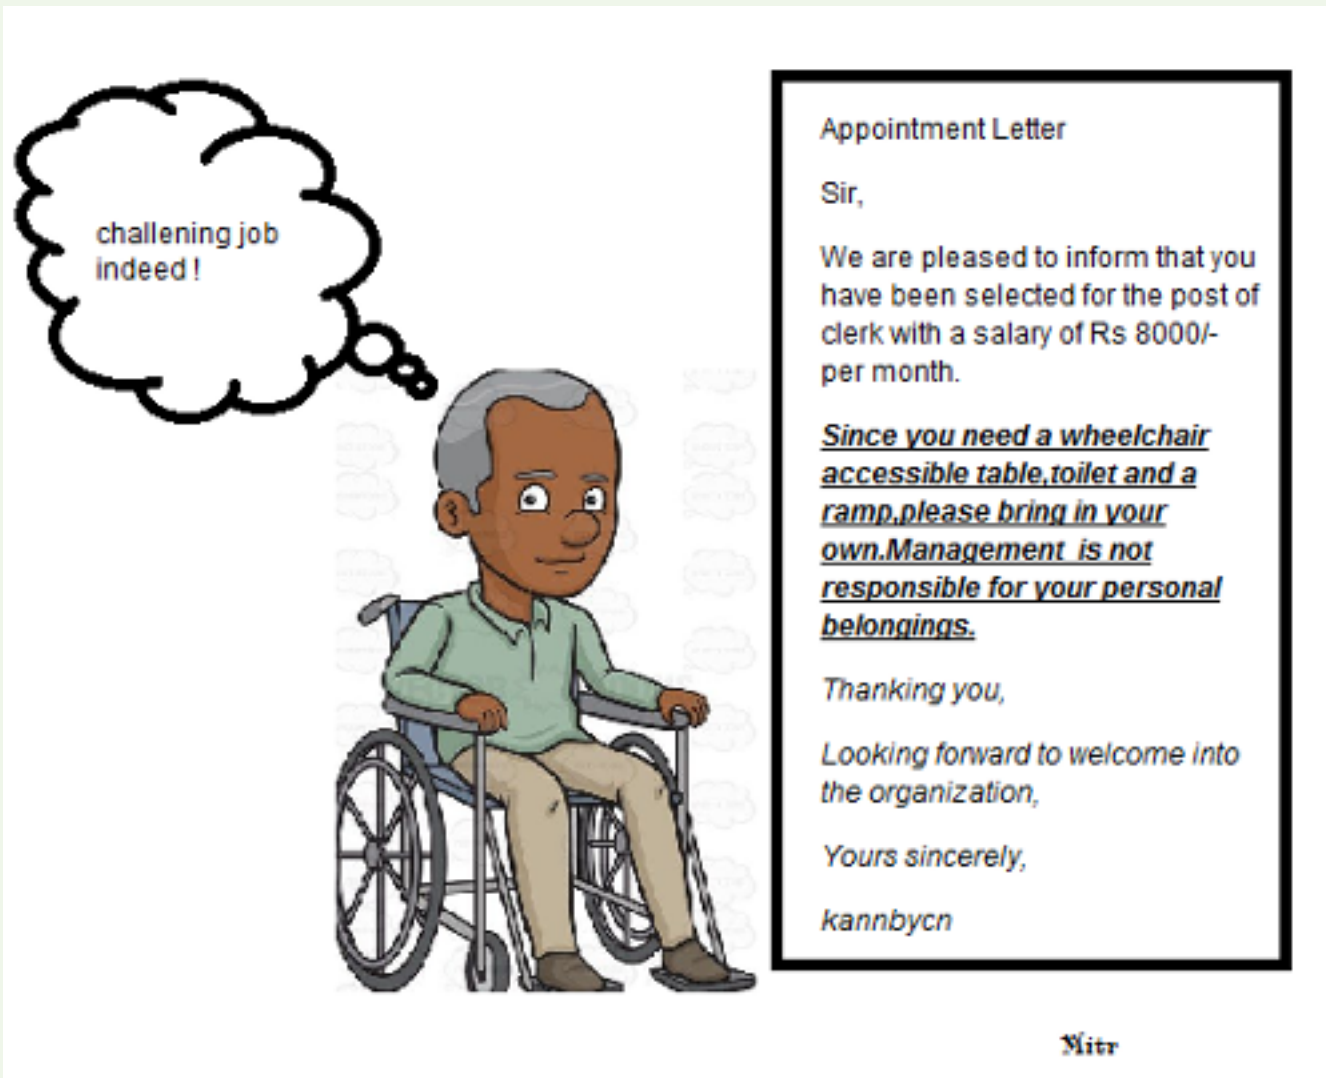 challening job
indeed !
Appointment Letter
Sir,
We are pleased to inform that you
have been selected for the post of
clerk with a salary of Rs 8000/-
per month.
Since you need a wheelchair
accessible table,toilet and a
ramp,please bring in your
own.Management is not
responsible for your personal
belongings.
Thanking you,
Looking forward to welcome into
the organization,
Yours sincerely,
kannbycn
Mitr